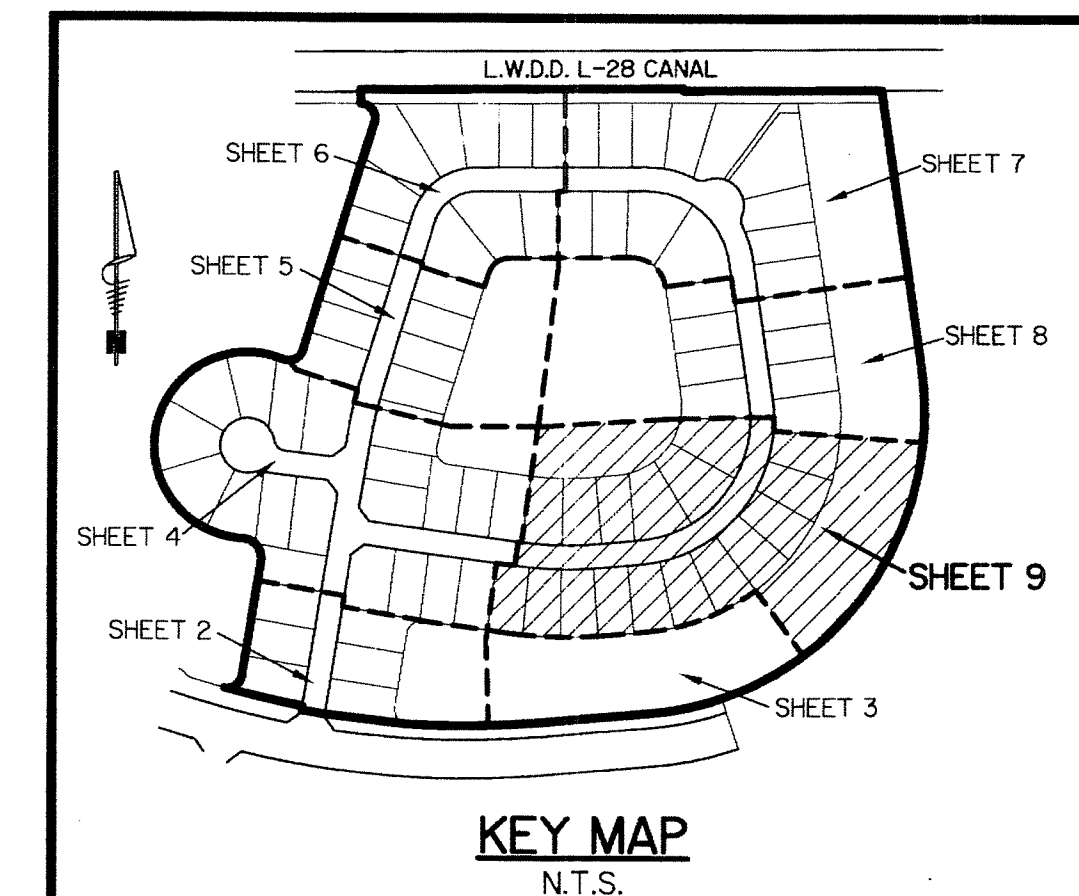 L.W.D.D. L-28 CANAL
SHEET 6
SHEET 7
SHEET 5
SHEET 8
SHEET 4
SHEET 9
SHEET 2
SHEET 3
KEY MAP
N.T.S.